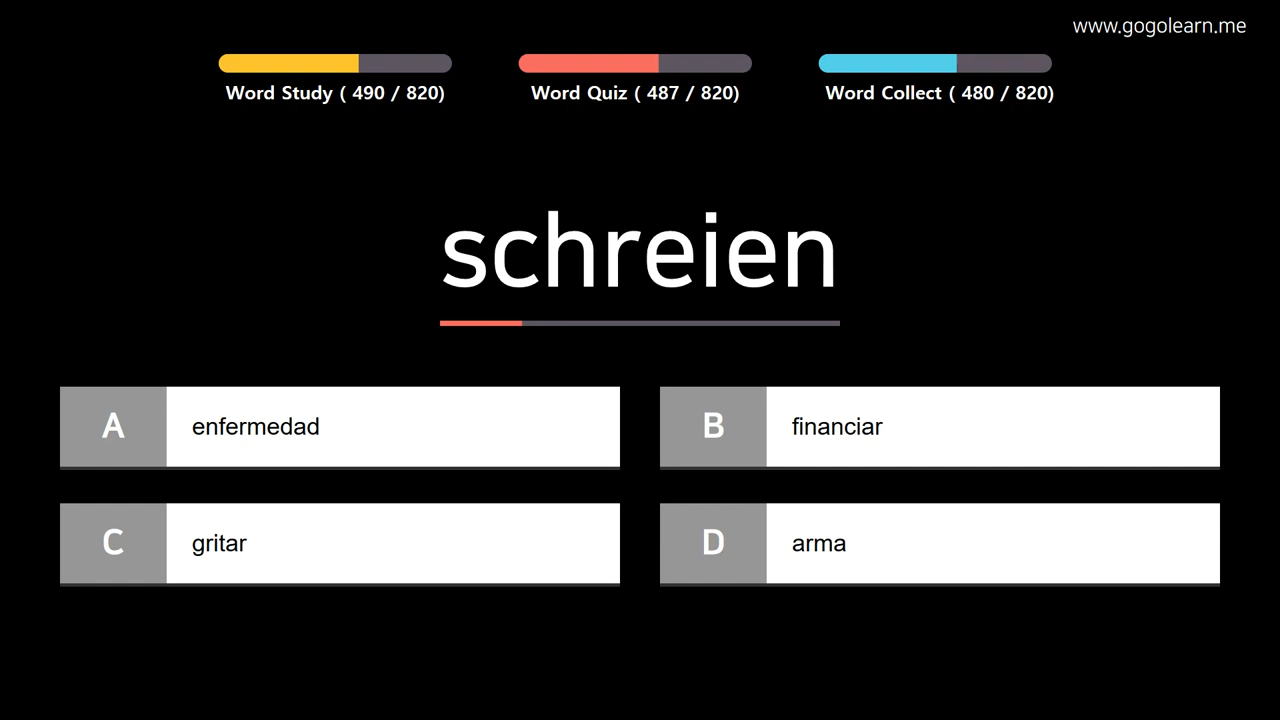 www.gogolearn.me
Word Study ( 490 / 820)
Word Quiz ( 487 / 820)
Word Collect ( 480 / 820)
schreien
A enfermedad
B financiar
C gritar
D arma